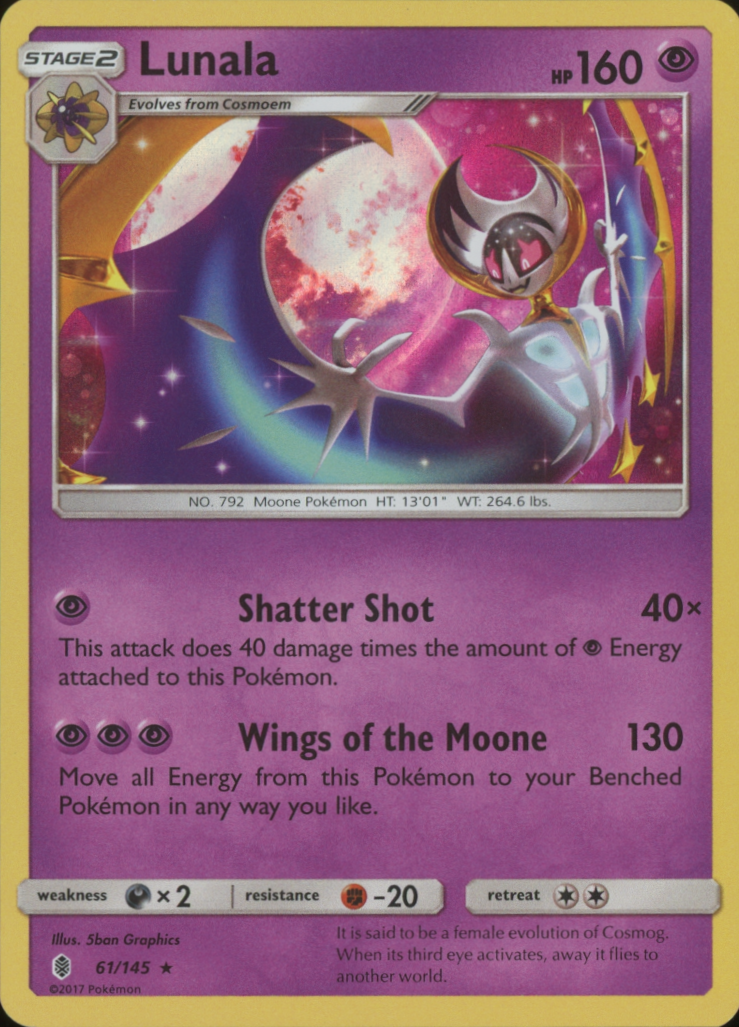 STAGE2
Lunala
HP 160
Evolves from Cosmoem
NO. 792 Moone Pokémon HT: 13'01" WT: 264.6 lbs.
Shatter Shot 40×
This attack does 40 damage times the amount of Energy
attached to this Pokémon.
Wings of the Moone 130
Move all Energy from this Pokémon to your Benched
Pokémon in any way you like.
weakness ×2 resistance -20 retreat
Illus. 5ban Graphics
61/145 ★
©2017 Pokémon
It is said to be a female evolution of Cosmog.
When its third eye activates, away it flies to
another world.